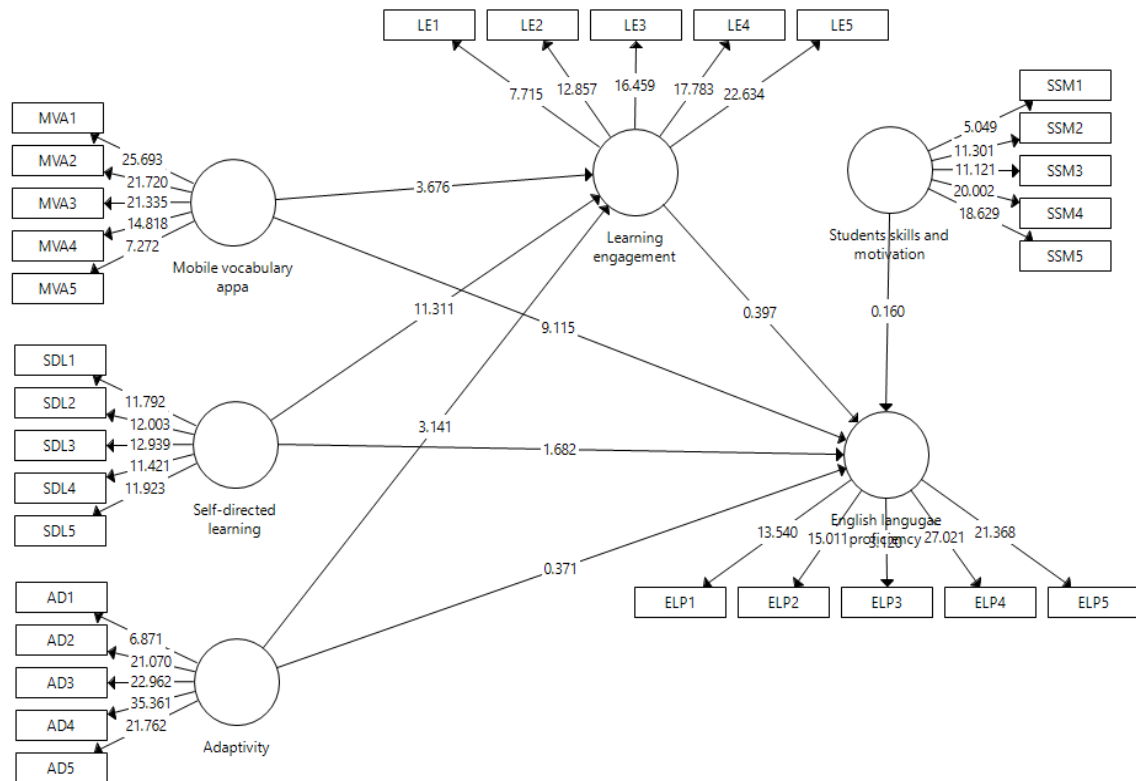 LE1
LE2
LE3
LE4
LE5
7.715
12.857
16.459
17.783
22.634
SSM1
SSM2
SSM3
SSM4
SSM5
5.049
11.301
11.121
20.002
18.629
MVA1
MVA2
MVA3
MVA4
MVA5
25.693
21.720
21.335
14.818
7.272
Mobile vocabulary
appa
3.676
Learning
engagement
Students skills and
motivation
11.311
9.115
0.397
0.160
SDL1
SDL2
SDL3
SDL4
SDL5
11.792
12.003
12.939
11.421
11.923
Self-directed
learning
3.141
1.682
English langugae
proficiency
13.540
15.011
27.021
21.368
ELP1
ELP2
ELP3
ELP4
ELP5
0.371
AD1
AD2
AD3
AD4
AD5
6.871
21.070
22.962
35.361
21.762
Adaptivity